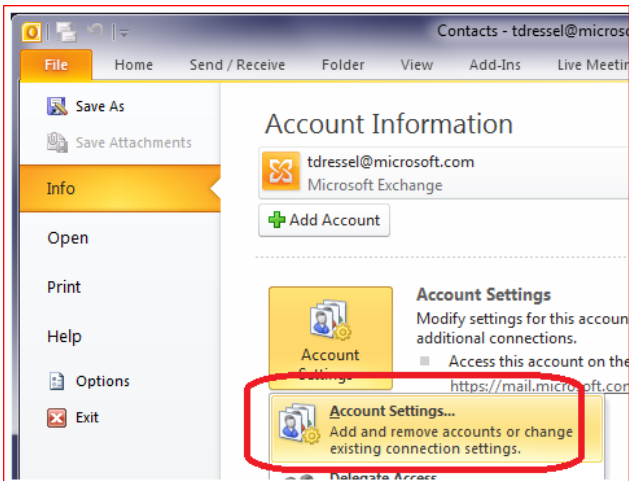 Contacts - tdressel@microso
File Home Send / Receive Folder View Add-Ins Live Meetin
Save As
Save Attachments
Info
Open
Print
Help
Options
Exit
Account Information
tdressel@microsoft.com
Microsoft Exchange
Add Account
Account
Settings
Account Settings
Modify settings for this accoun
additional connections.
Access this account on the
https://mail.microsoft.con
Account Settings...
Add and remove accounts or change
existing connection settings.
Delegate Access